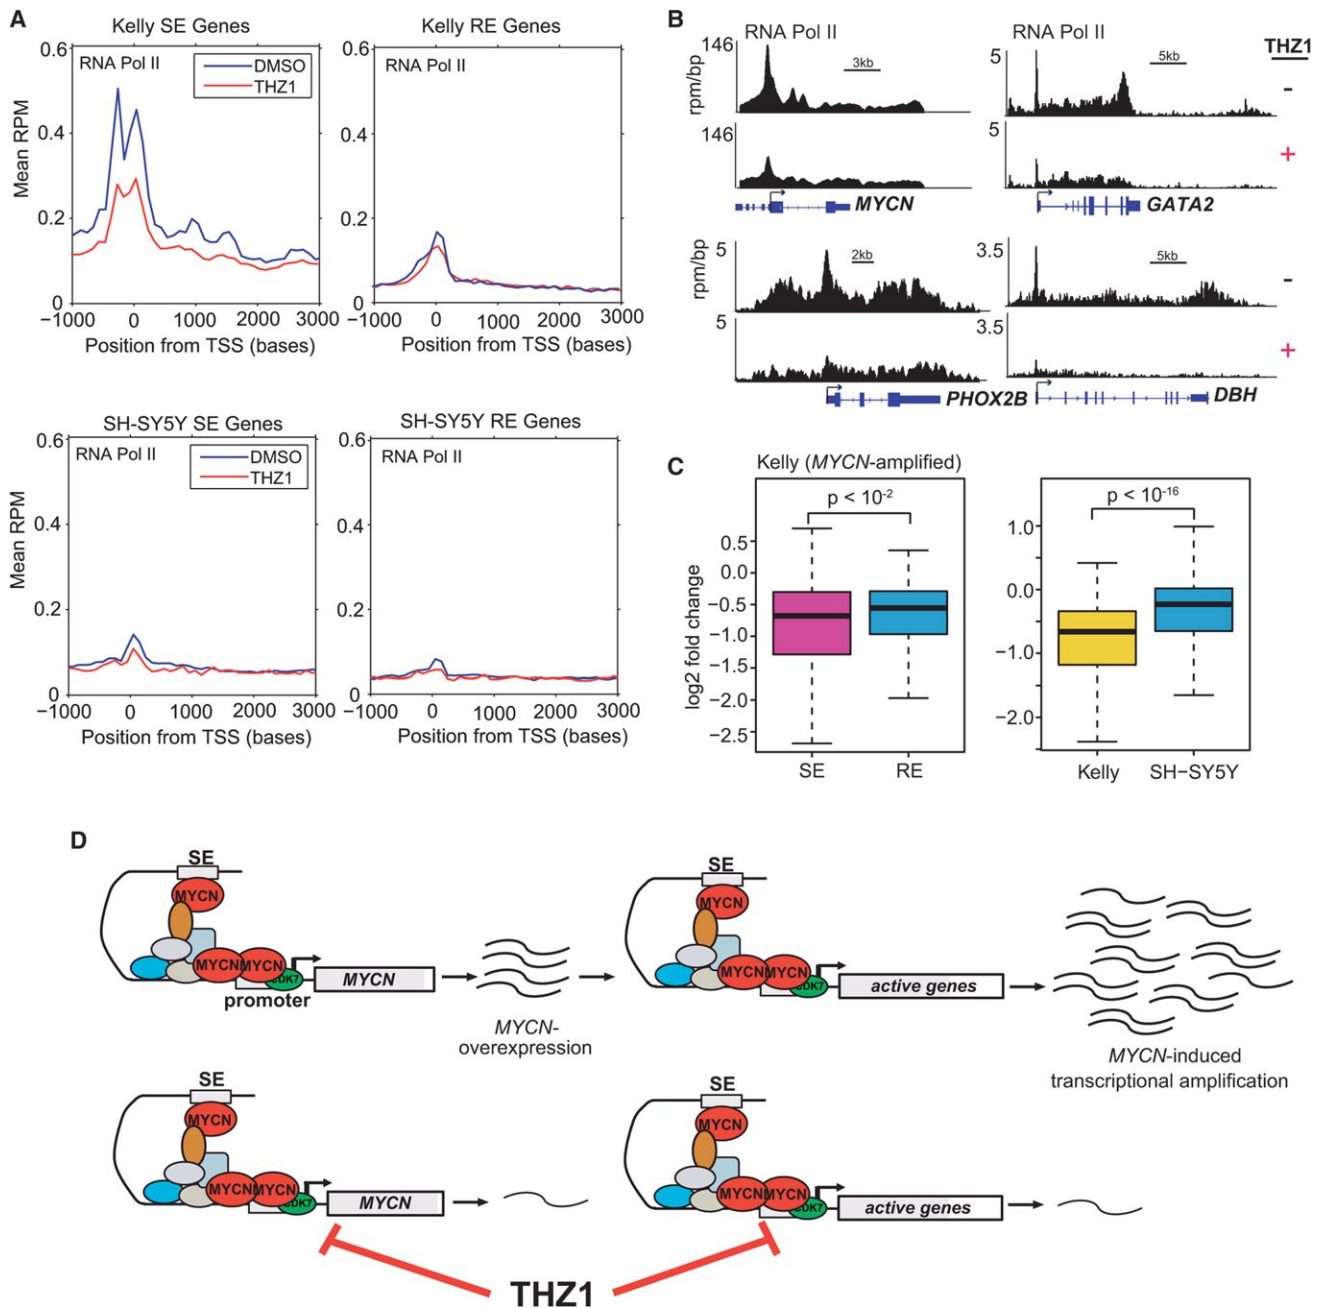 A
Kelly SE Genes
RNA Pol II
DMSO
THZ1
Mean RPM
0.6
0.4
0.2
0
−1000 0 1000 2000 3000
Position from TSS (bases)
Kelly RE Genes
RNA Pol II
0.6
0.4
0.2
0
−1000 0 1000 2000 3000
Position from TSS (bases)
SH-SY5Y SE Genes
RNA Pol II
DMSO
THZ1
Mean RPM
0.6
0.4
0.2
0
−1000 0 1000 2000 3000
Position from TSS (bases)
SH-SY5Y RE Genes
RNA Pol II
0.6
0.4
0.2
0
−1000 0 1000 2000 3000
Position from TSS (bases)
B
RNA Pol II
RNA Pol II
THZ1
146
rpm/bp
3kb
5
5kb
-
146
5
+
MYCN
GATA2
5
rpm/bp
2kb
3.5
5kb
-
5
3.5
+
PHOX2B
DBH
C
Kelly (MYCN-amplified)
p < 10-2
log2 fold change
0.5
0.0
−0.5
−1.0
−1.5
−2.0
−2.5
SE RE
p < 10-16
1.0
0.0
−1.0
−2.0
Kelly SH−SY5Y
D
SE
MYCN
MYCN MYCN
CDK7
promoter
MYCN
MYCN-
overexpression
SE
MYCN
MYCN MYCN
CDK7
active genes
MYCN-induced
transcriptional amplification
SE
MYCN
MYCN MYCN
CDK7
MYCN
SE
MYCN
MYCN MYCN
CDK7
active genes
THZ1